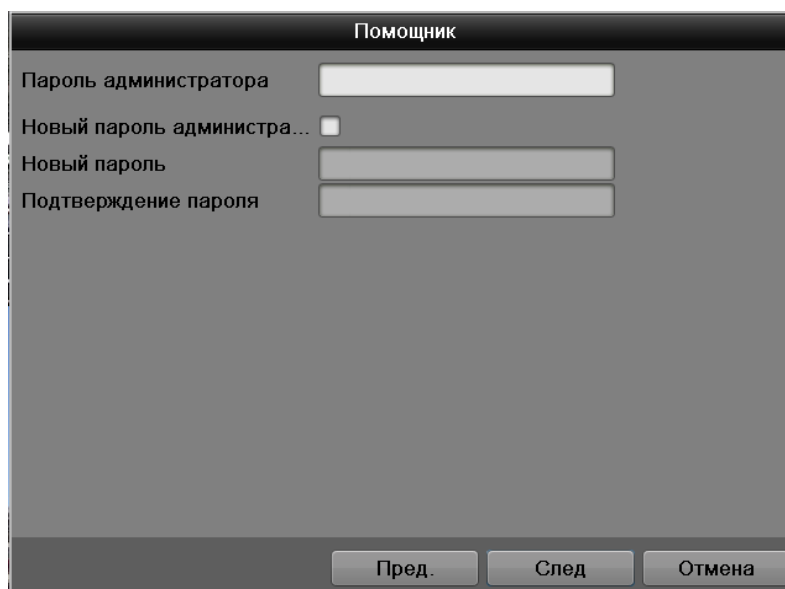 Помощник
Пароль администратора
Новый пароль администра...
Новый пароль
Подтверждение пароля
Пред. След Отмена